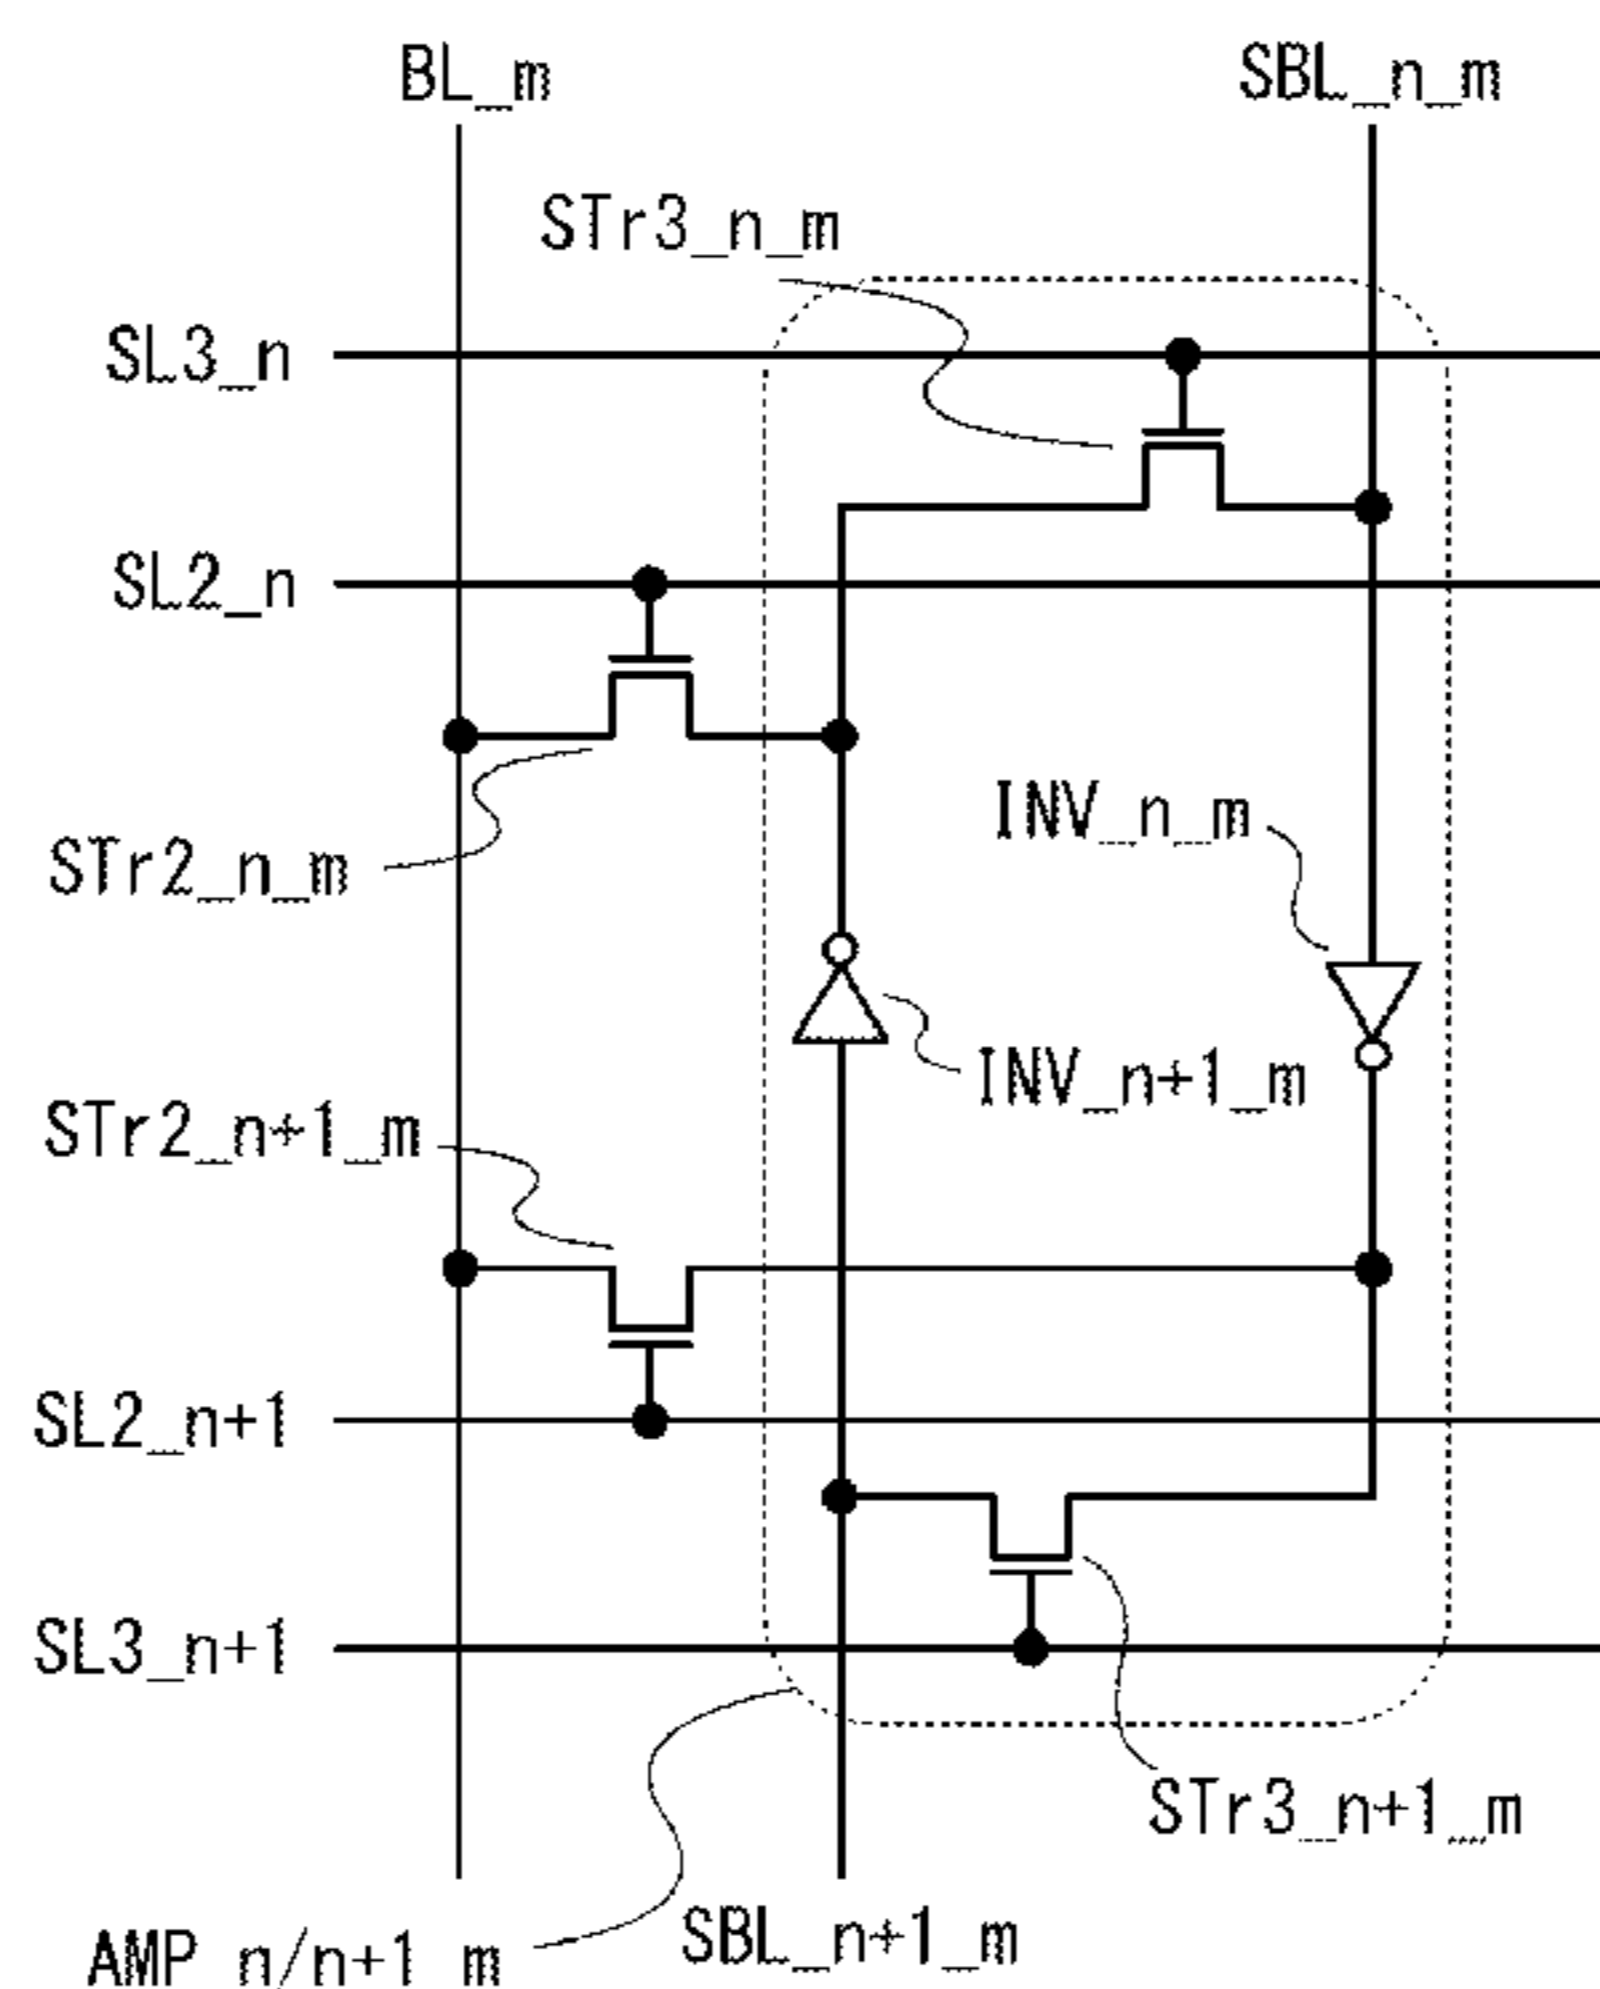 BL_m
SBL_n_m
STr3_n_m
SL3_n
SL2_n
INV_n_m
STr2_n_m
INV_n+1_m
STr2_n+1_m
SL2_n+1
SL3_n+1
STr3_n+1_m
SBL_n+1_m
AMP n/n+1 m